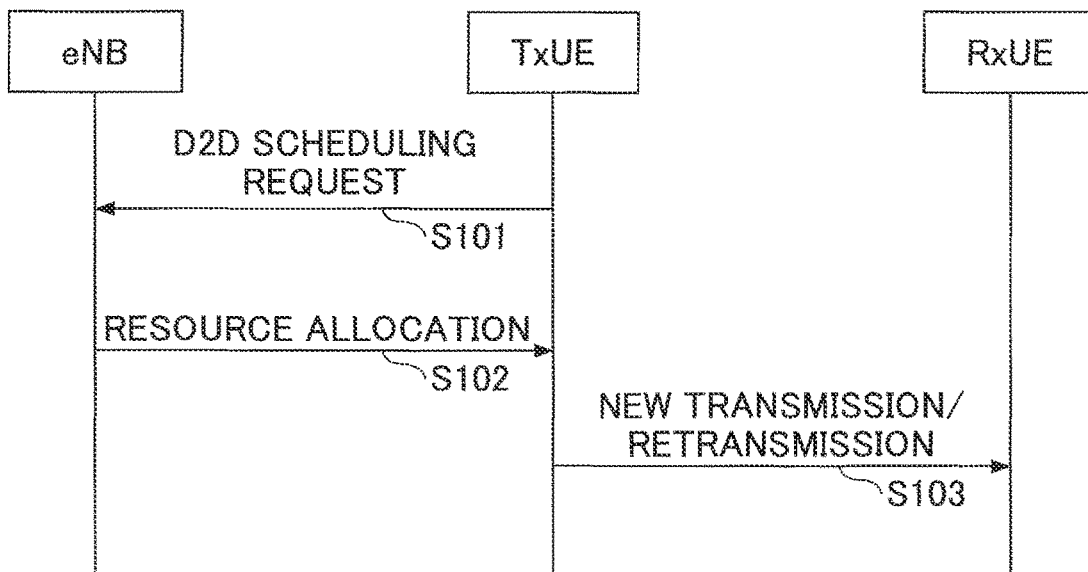 eNB
TxUE
RxUE
D2D SCHEDULING
REQUEST
S101
RESOURCE ALLOCATION
S102
NEW TRANSMISSION/
RETRANSMISSION
S103